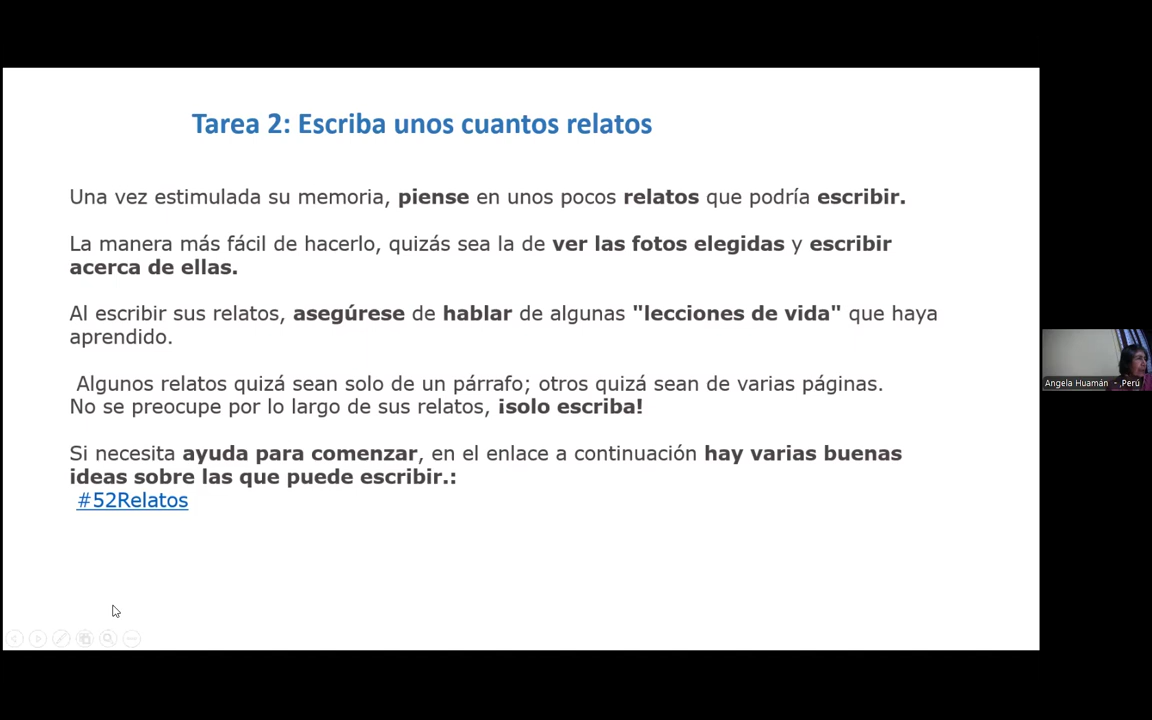 Tarea 2: Escriba unos cuantos relatos
Una vez estimulada su memoria, piense en unos pocos relatos que podría escribir.
La manera más fácil de hacerlo, quizás sea la de ver las fotos elegidas y escribir
acerca de ellas.
Al escribir sus relatos, asegúrese de hablar de algunas "lecciones de vida" que haya
aprendido.
Algunos relatos quizá sean solo de un párrafo; otros quizá sean de varias páginas.
No se preocupe por lo largo de sus relatos, ¡solo escriba!
Si necesita ayuda para comenzar, en el enlace a continuación hay varias buenas
ideas sobre las que puede escribir.:
#52Relatos
Angela Huamán - ,Perú